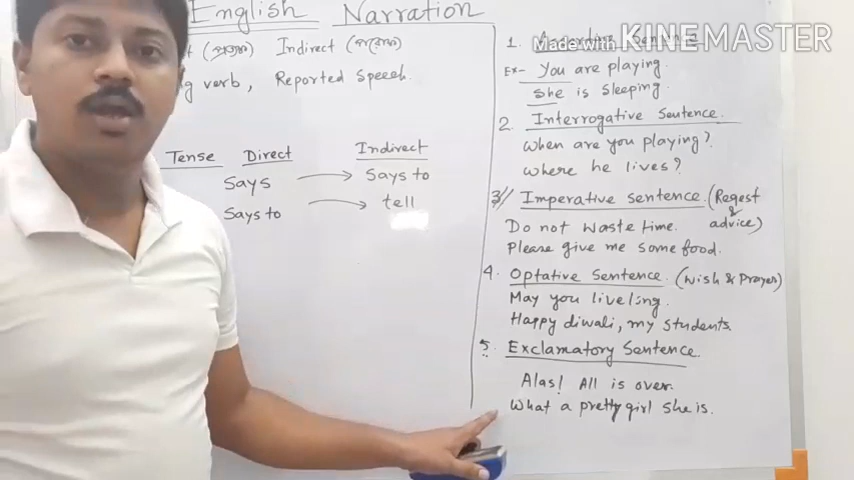 English Narration
(প্রত্যক্ষ) Indirect (পরোক্ষ)
verb, Reported Speech.
Tense Direct Indirect
Says Says to
Says to tell
Made with KINEMASTER
1.
Ex- You are playing.
She is sleeping.
2. Interrogative Sentence.
When are you playing?
Where he lives?
3 Imperative Sentence. (Reqest
& advice)
Do not waste time.
Please give me some food.
4. Optative Sentence. (wish & Prayer)
May you live
Happy diwali, my students.
5. Exclamatory Sentence.
Alas! All is over.
What a pretty girl she is.